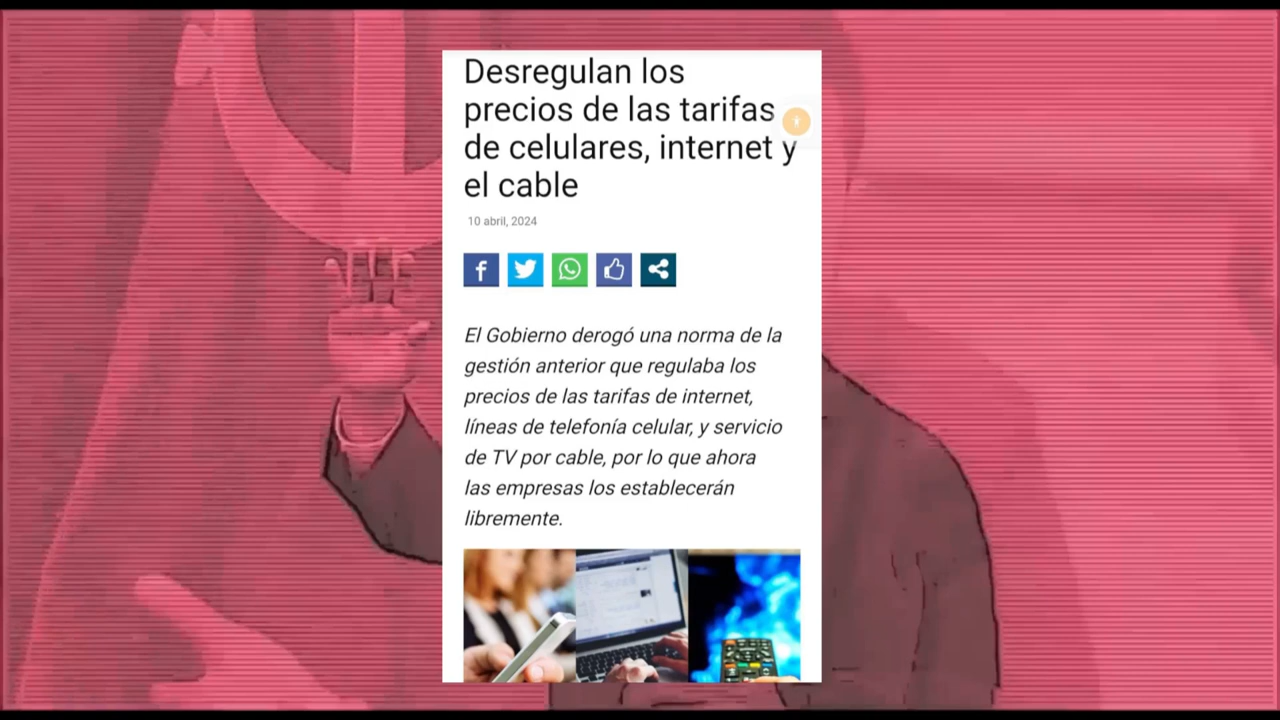 Desregulan los
precios de las tarifas
de celulares, internet y
el cable
10 abril, 2024
El Gobierno derogó una norma de la
gestión anterior que regulaba los
precios de las tarifas de internet,
líneas de telefonía celular, y servicio
de TV por cable, por lo que ahora
las empresas los establecerán
libremente.